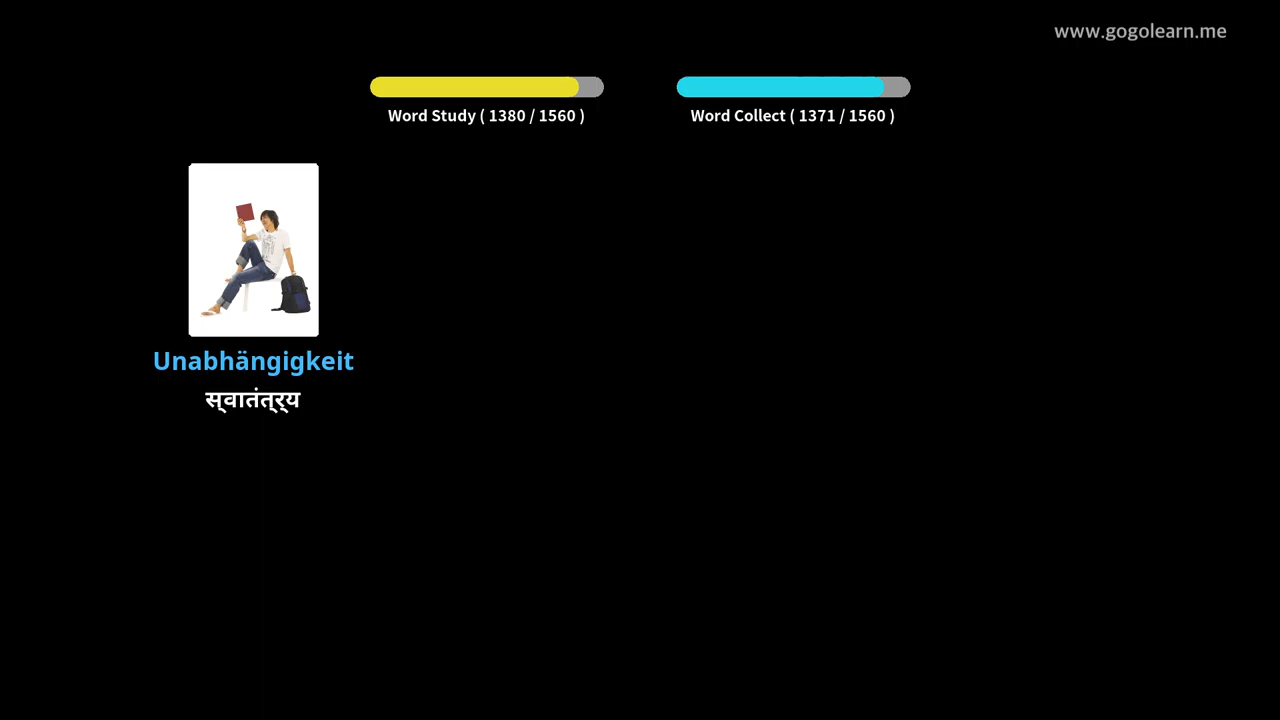 www.gogolearn.me
Word Study ( 1380 / 1560 )
Word Collect ( 1371 / 1560 )
Unabhängigkeit
स्वातंत्र्य